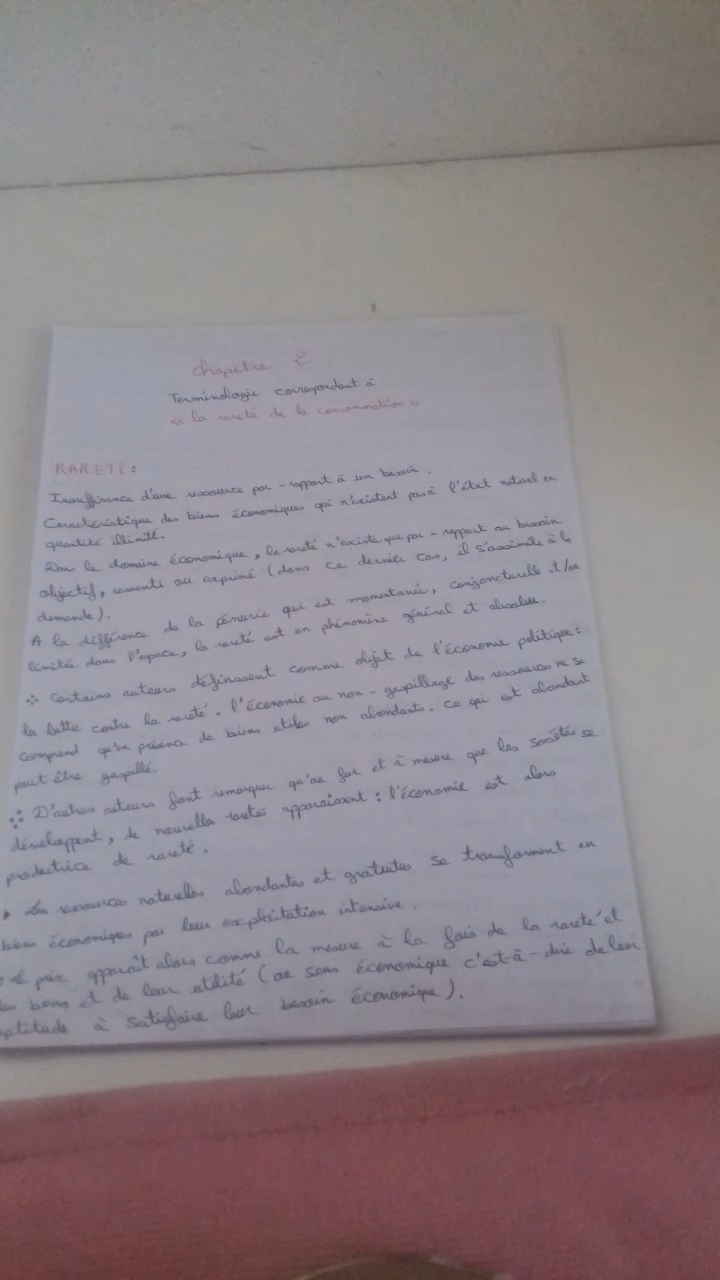 chapitre
Terminologie correspondant à
« la rareté de la consommation »
RARETE:
Insuffisance d'une ressource par-rapport à un besoin.
Caractéristique des biens économiques qui n'existent pas à l'état naturel en
quantité illimité.
Dans le domaine économique, la rareté n'existe que par-rapport au besoin
objectif, ressenti ou exprimé (dans ce dernier cas, il s'assimile à la
demande).
A la différence de la pénurie qui est momentanée, conjoncturelle et/ou
limité dans l'espace, la rareté est un phénomène général et absolu.
Certains auteurs définissent comme objet de l'économie politique:
la lutte contre la rareté. l'économie ou non-gaspillage des ressources ne se
comprend qu'en présence de biens utiles non abondants. ce qui est abondant
peut être gaspillé.
D'autres auteurs font remarquer qu'au fur et à mesure que les sociétés se
développent, de nouvelles raretés apparaissent: l'économie est alors
productrice de rareté.
ressources naturelles abondantes et gratuites se transforment en
biens économiques par leur exploitation intensive.
prix apparaît alors comme la mesure à la fois de la rareté et
biens et de leur utilité (au sens économique c'est-à-dire de leur
aptitude à satisfaire leur besoin économique).